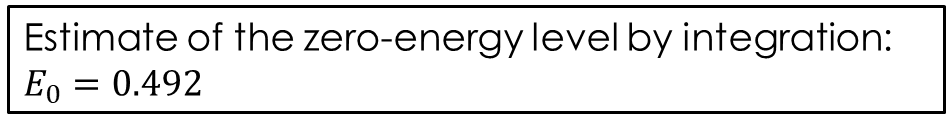 Estimate of the zero-energy level by integration:
E₀ = 0.492